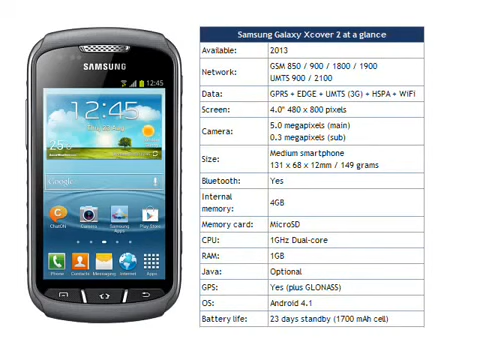 SAMSUNG
12:45
12:45
Google
ChatON
Camera
Samsung
Apps
Play Store
Phone
Contacts
Messaging
Internet
Apps
Samsung Galaxy Xcover 2 at a glance
Available: 2013
Network: GSM 850 / 900 / 1800 / 1900
UMTS 900 / 2100
Data: GPRS + EDGE + UMTS (3G) + HSPA + WiFi
Screen: 4.0" 480 x 800 pixels
Camera: 5.0 megapixels (main)
0.3 megapixels (sub)
Size: Medium smartphone
131 x 68 x 12mm / 149 grams
Bluetooth: Yes
Internal memory: 4GB
Memory card: MicroSD
CPU: 1GHz Dual-core
RAM: 1GB
Java: Optional
GPS: Yes (plus GLONASS)
OS: Android 4.1
Battery life: 23 days standby (1700 mAh cell)